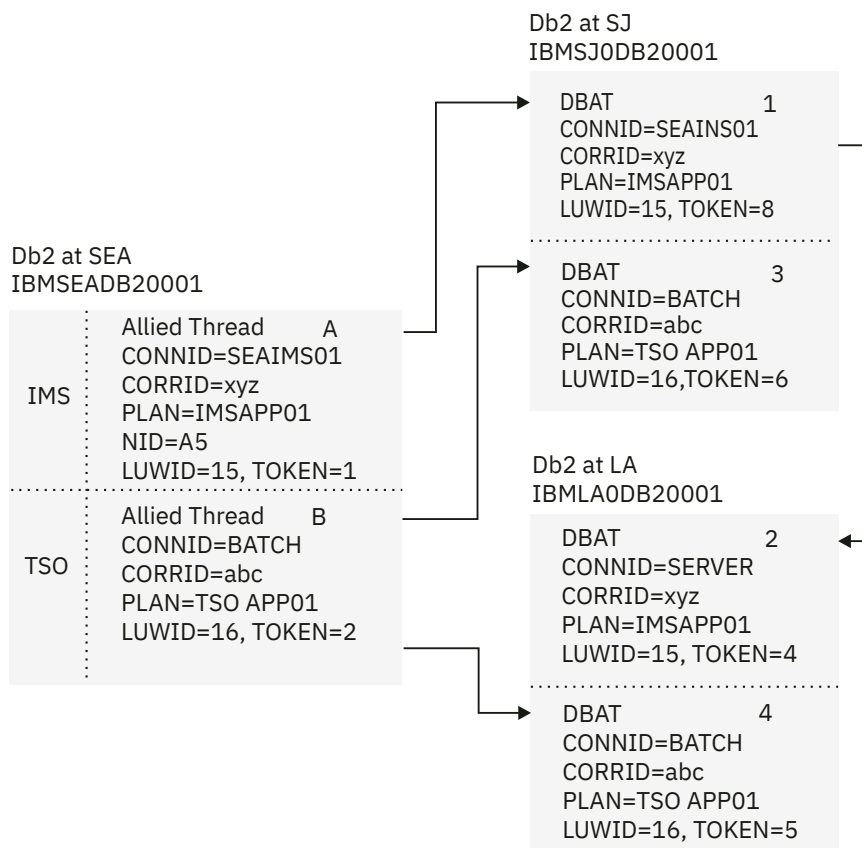 Db2 at SJ
IBMSJ0DB20001
DBAT 1
CONNID=SEAINS01
CORRID=xyz
PLAN=IMSAPP01
LUWID=15, TOKEN=8
DBAT 3
CONNID=BATCH
CORRID=abc
PLAN=TSO APP01
LUWID=16,TOKEN=6
Db2 at SEA
IBMSEADB20001
IMS
Allied Thread A
CONNID=SEAIMS01
CORRID=xyz
PLAN=IMSAPP01
NID=A5
LUWID=15, TOKEN=1
TSO
Allied Thread B
CONNID=BATCH
CORRID=abc
PLAN=TSO APP01
LUWID=16, TOKEN=2
Db2 at LA
IBMLA0DB20001
DBAT 2
CONNID=SERVER
CORRID=xyz
PLAN=IMSAPP01
LUWID=15, TOKEN=4
DBAT 4
CONNID=BATCH
CORRID=abc
PLAN=TSO APP01
LUWID=16, TOKEN=5